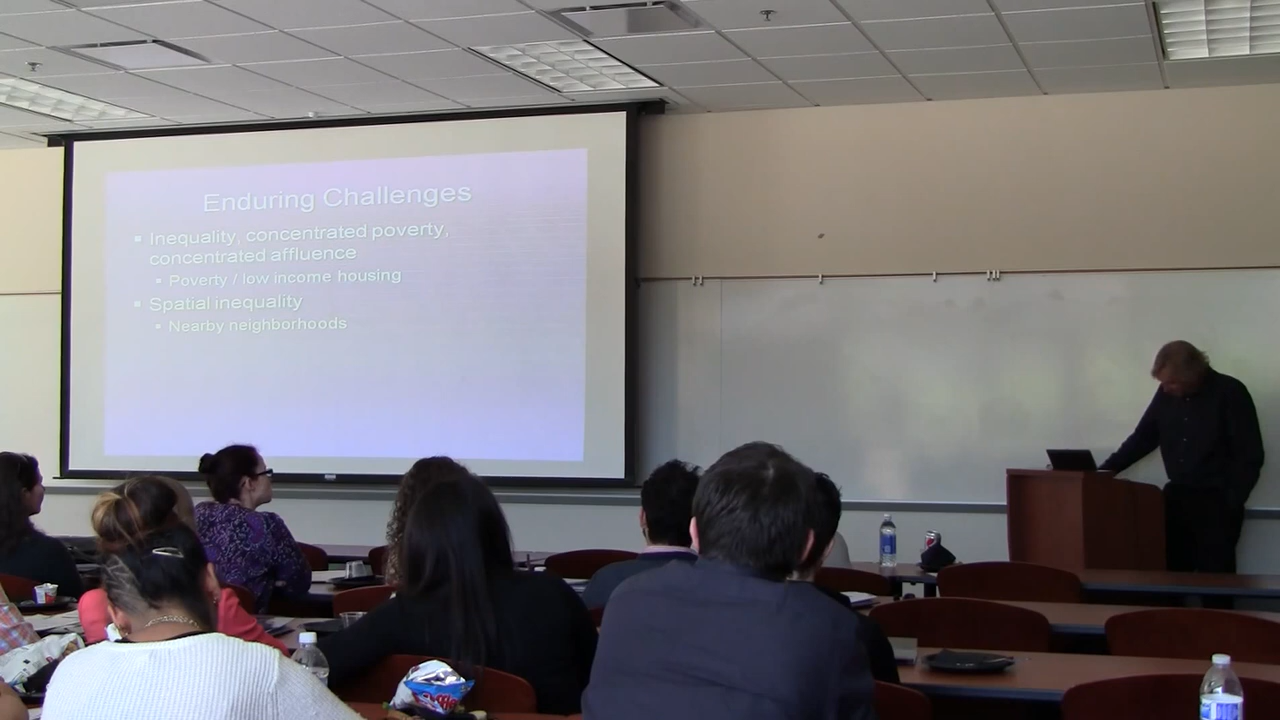 Enduring Challenges
Inequality, concentrated poverty,
concentrated affluence
Poverty / low income housing
Spatial inequality
Nearby neighborhoods